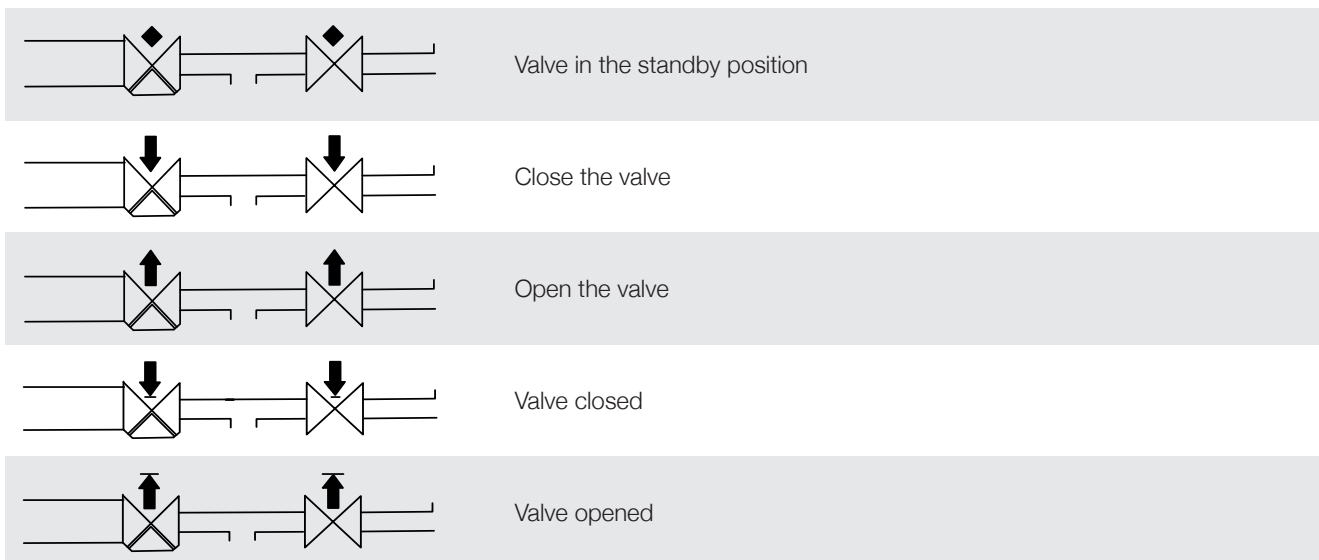 Valve in the standby position
Close the valve
Open the valve
Valve closed
Valve opened